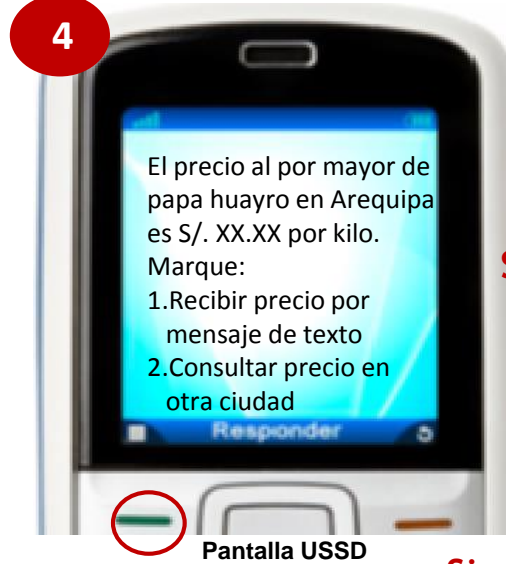 4
El precio al por mayor de
papa huayro en Arequipa
es S/. XX.XX por kilo.
Marque:
1.Recibir precio por
mensaje de texto
2.Consultar precio en
otra ciudad
Responder
Pantalla USSD